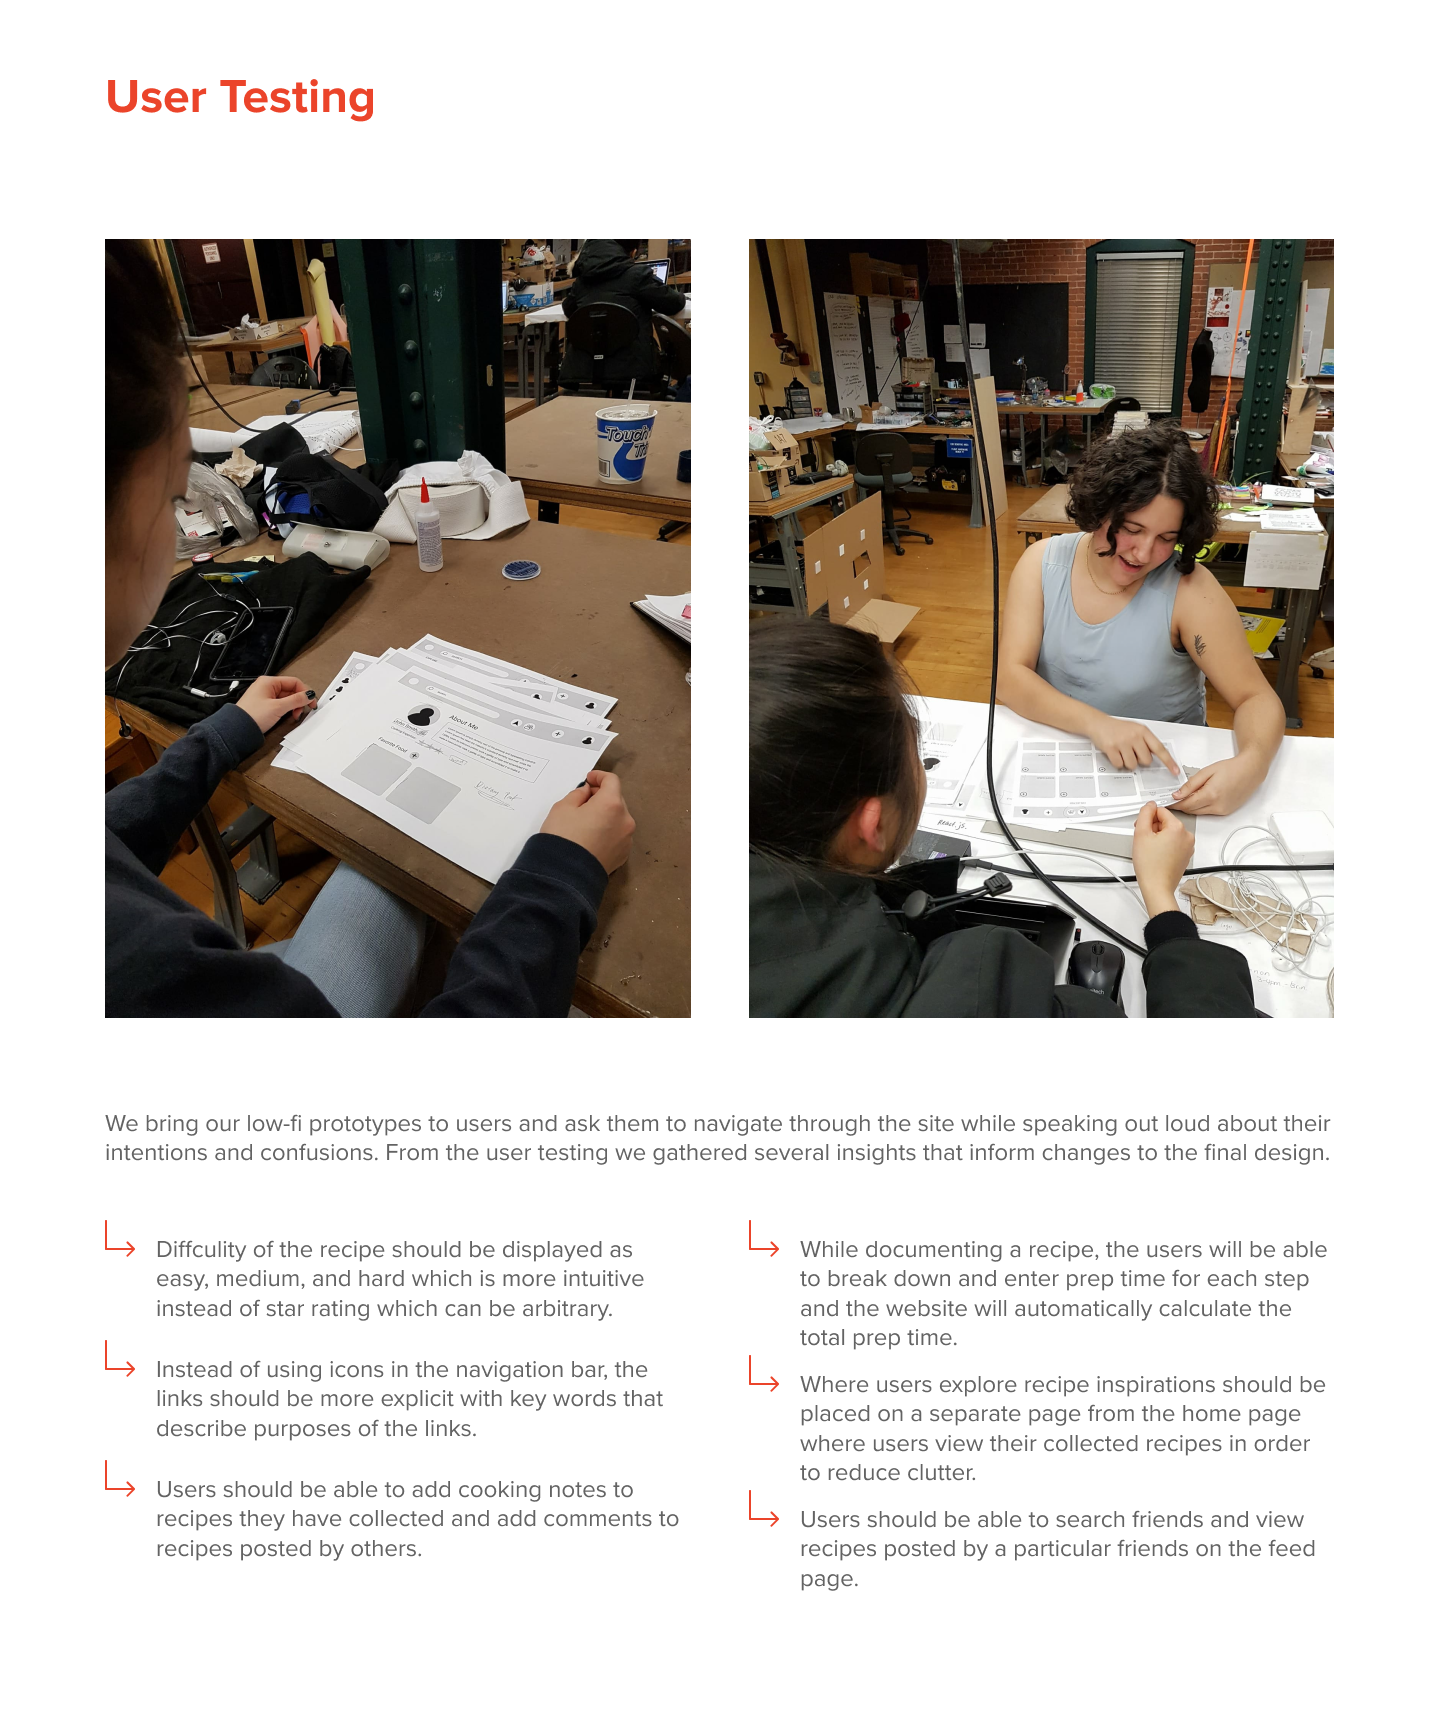 User Testing
Touch
About Me
Favorite Food
React.js.
We bring our low-fi prototypes to users and ask them to navigate through the site while speaking out loud about their
intentions and confusions. From the user testing we gathered several insights that inform changes to the final design.
Diffculity of the recipe should be displayed as
easy, medium, and hard which is more intuitive
instead of star rating which can be arbitrary.
Instead of using icons in the navigation bar, the
links should be more explicit with key words that
describe purposes of the links.
Users should be able to add cooking notes to
recipes they have collected and add comments to
recipes posted by others.
While documenting a recipe, the users will be able
to break down and enter prep time for each step
and the website will automatically calculate the
total prep time.
Where users explore recipe inspirations should be
placed on a separate page from the home page
where users view their collected recipes in order
to reduce clutter.
Users should be able to search friends and view
recipes posted by a particular friends on the feed
page.